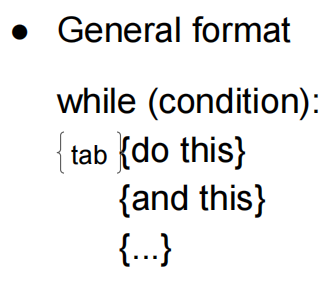 ● General format
while (condition):
{ tab }{do this}
{and this}
{...}